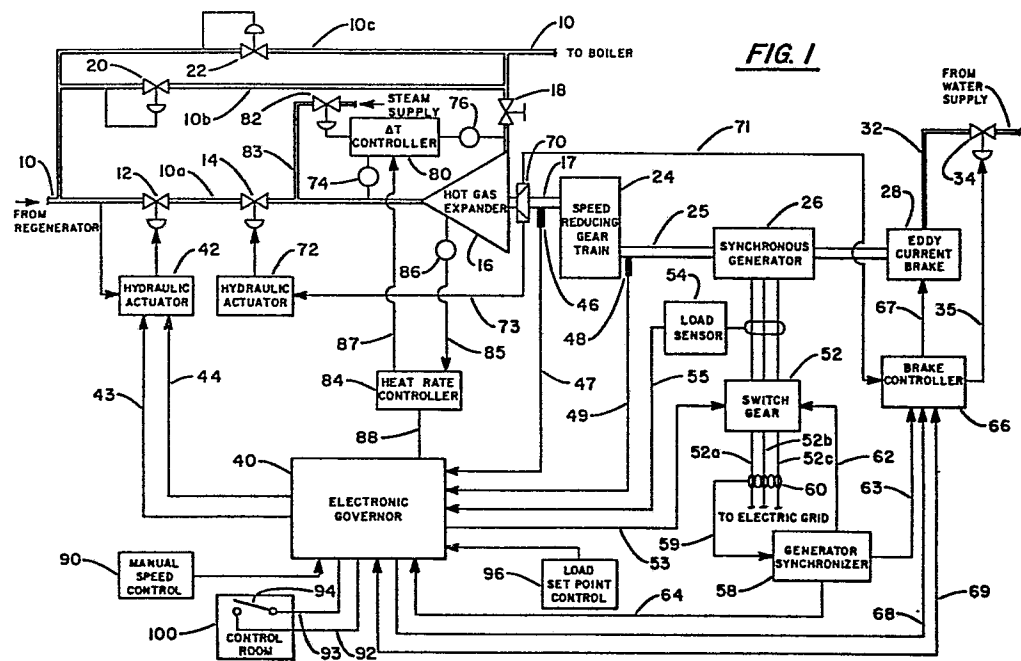 10c
10
TO BOILER
FIG. 1
20
22
FROM
WATER
SUPPLY
10b
82
STEAM
SUPPLY
76
18
ΔT
CONTROLLER
70
71
32
34
10
12
10a
14
83
74
80
17
24
FROM
REGENERATOR
HOT GAS
EXPANDER
SPEED
REDUCING
GEAR
TRAIN
25
26
28
SYNCHRONOUS
GENERATOR
EDDY
CURRENT
BRAKE
42
72
86
16
46
54
HYDRAULIC
ACTUATOR
HYDRAULIC
ACTUATOR
73
48
LOAD
SENSOR
67
35
87
85
52
84
HEAT RATE
CONTROLLER
47
55
SWITCH
GEAR
BRAKE
CONTROLLER
43
44
49
66
88
52a
52b
52c
62
40
60
63
ELECTRONIC
GOVERNOR
TO ELECTRIC GRID
59
53
GENERATOR
SYNCHRONIZER
90
MANUAL
SPEED
CONTROL
96
LOAD
SET POINT
CONTROL
58
94
64
68
69
100
CONTROL
ROOM
93
92